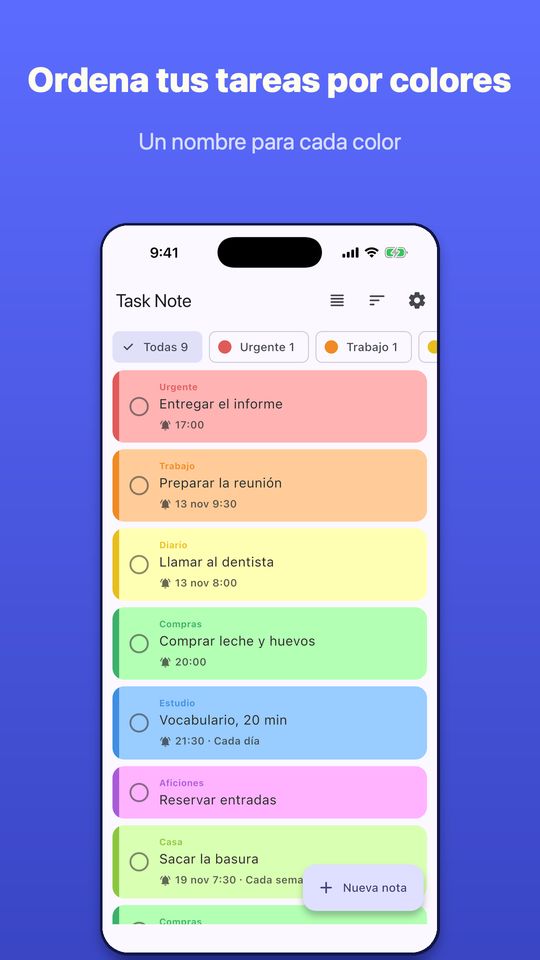 Ordena tus tareas por colores
Un nombre para cada color
9:41
Task Note
Todas 9
Urgente 1
Trabajo 1
Urgente
Entregar el informe
17:00
Trabajo
Preparar la reunión
13 nov 9:30
Diario
Llamar al dentista
13 nov 8:00
Compras
Comprar leche y huevos
20:00
Estudio
Vocabulario, 20 min
21:30 · Cada día
Aficiones
Reservar entradas
Casa
Sacar la basura
19 nov 7:30 · Cada sema
+ Nueva nota
Compras